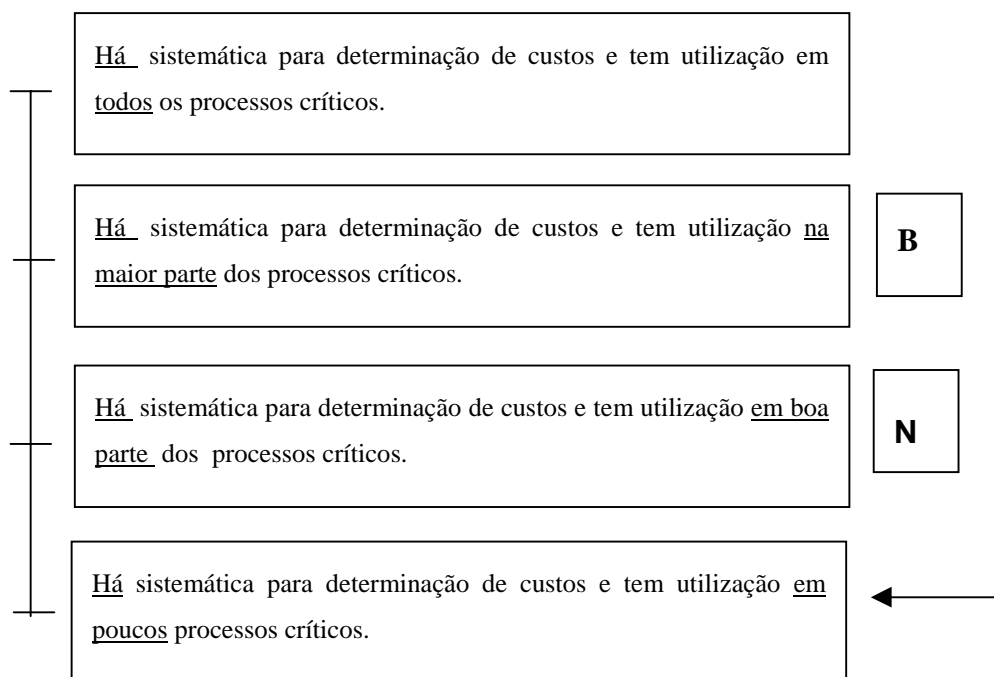 Há sistemática para determinação de custos e tem utilização em
todos os processos críticos.
Há sistemática para determinação de custos e tem utilização na
maior parte dos processos críticos.
B
Há sistemática para determinação de custos e tem utilização em boa
parte dos processos críticos.
N
Há sistemática para determinação de custos e tem utilização em
poucos processos críticos.